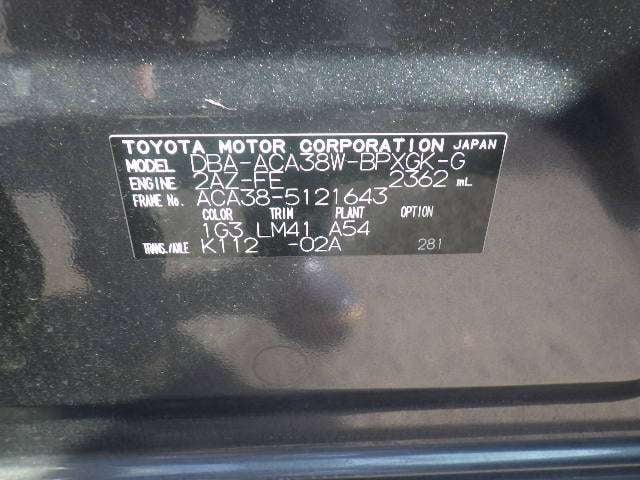 TOYOTA MOTOR CORPORATION JAPAN
MODEL DBA-ACA38W-BPXGK-G
ENGINE 2AZ-FE 2362 mL
FRAME No. ACA38-5121643
COLOR TRIM PLANT OPTION
1G3 LM41 A54
TRANS./AXLE K112 -02A 281